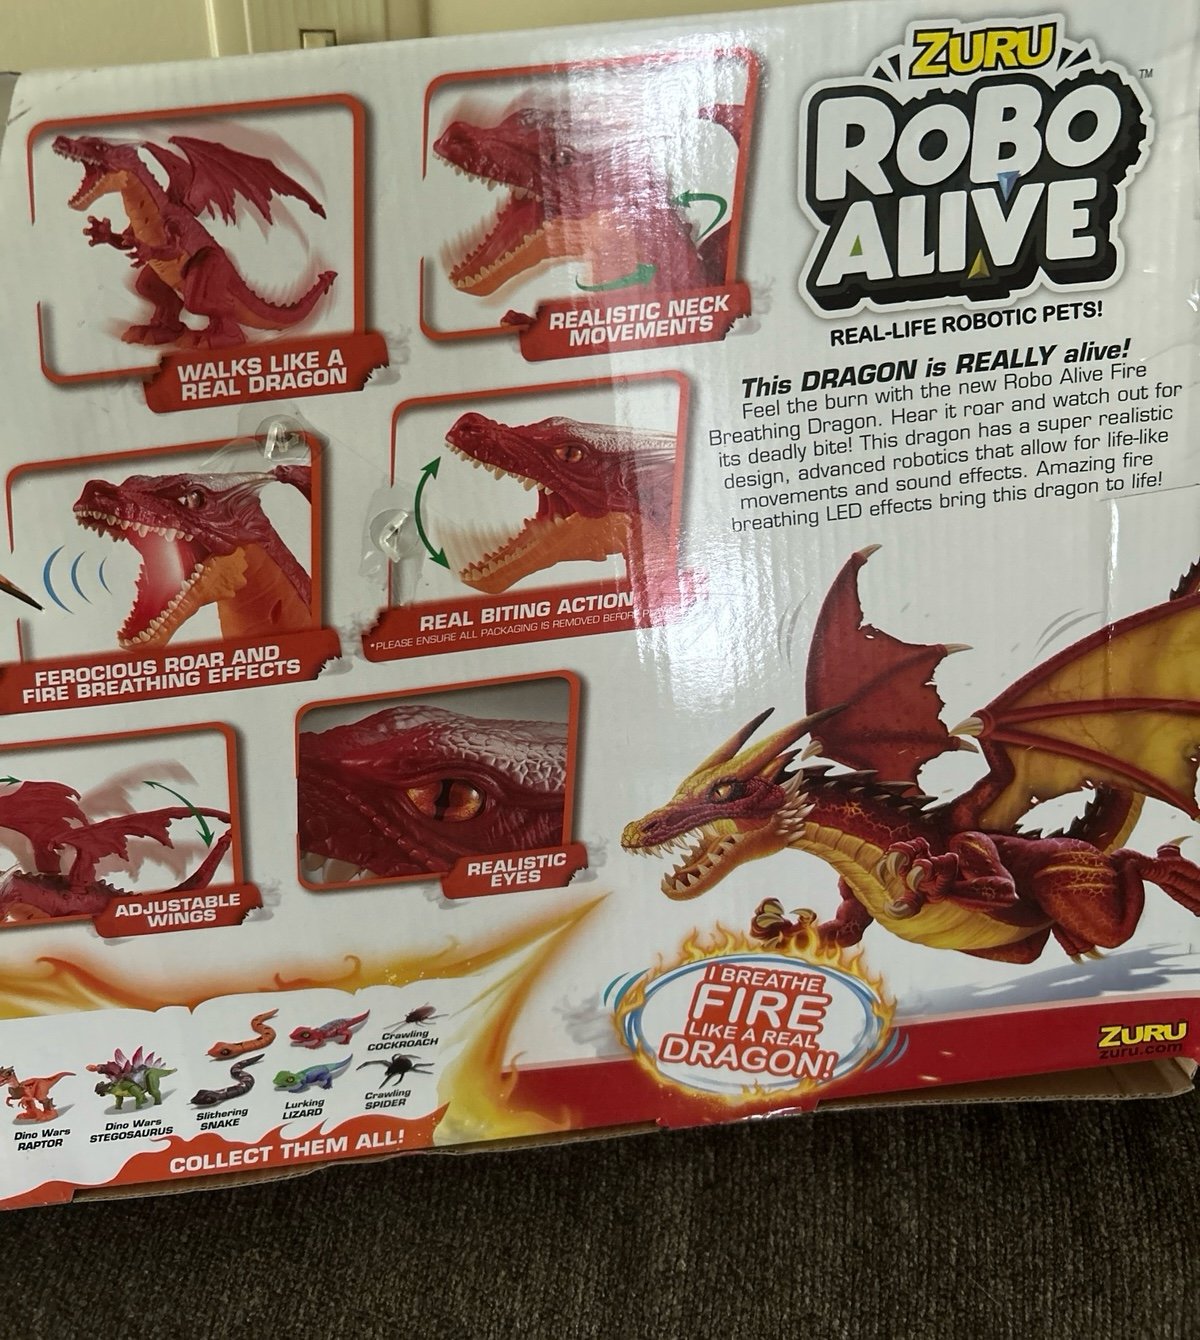 ZURU
ROBO
ALIVE
TM
REAL-LIFE ROBOTIC PETS!
This DRAGON is REALLY alive!
Feel the burn with the new Robo Alive Fire
Breathing Dragon. Hear it roar and watch out for
its deadly bite! This dragon has a super realistic
design, advanced robotics that allow for life-like
movements and sound effects. Amazing fire
breathing LED effects bring this dragon to life!
WALKS LIKE A
REAL DRAGON
REALISTIC NECK
MOVEMENTS
FEROCIOUS ROAR AND
FIRE BREATHING EFFECTS
REAL BITING ACTION
*PLEASE ENSURE ALL PACKAGING IS REMOVED BEFORE
ADJUSTABLE
WINGS
REALISTIC
EYES
I BREATHE
FIRE
LIKE A REAL
DRAGON!
ZURU
zuru.com
Dino Wars
RAPTOR
Dino Wars
STEGOSAURUS
Slithering
SNAKE
Lurking
LIZARD
Crawling
COCKROACH
Crawling
SPIDER
COLLECT THEM ALL!